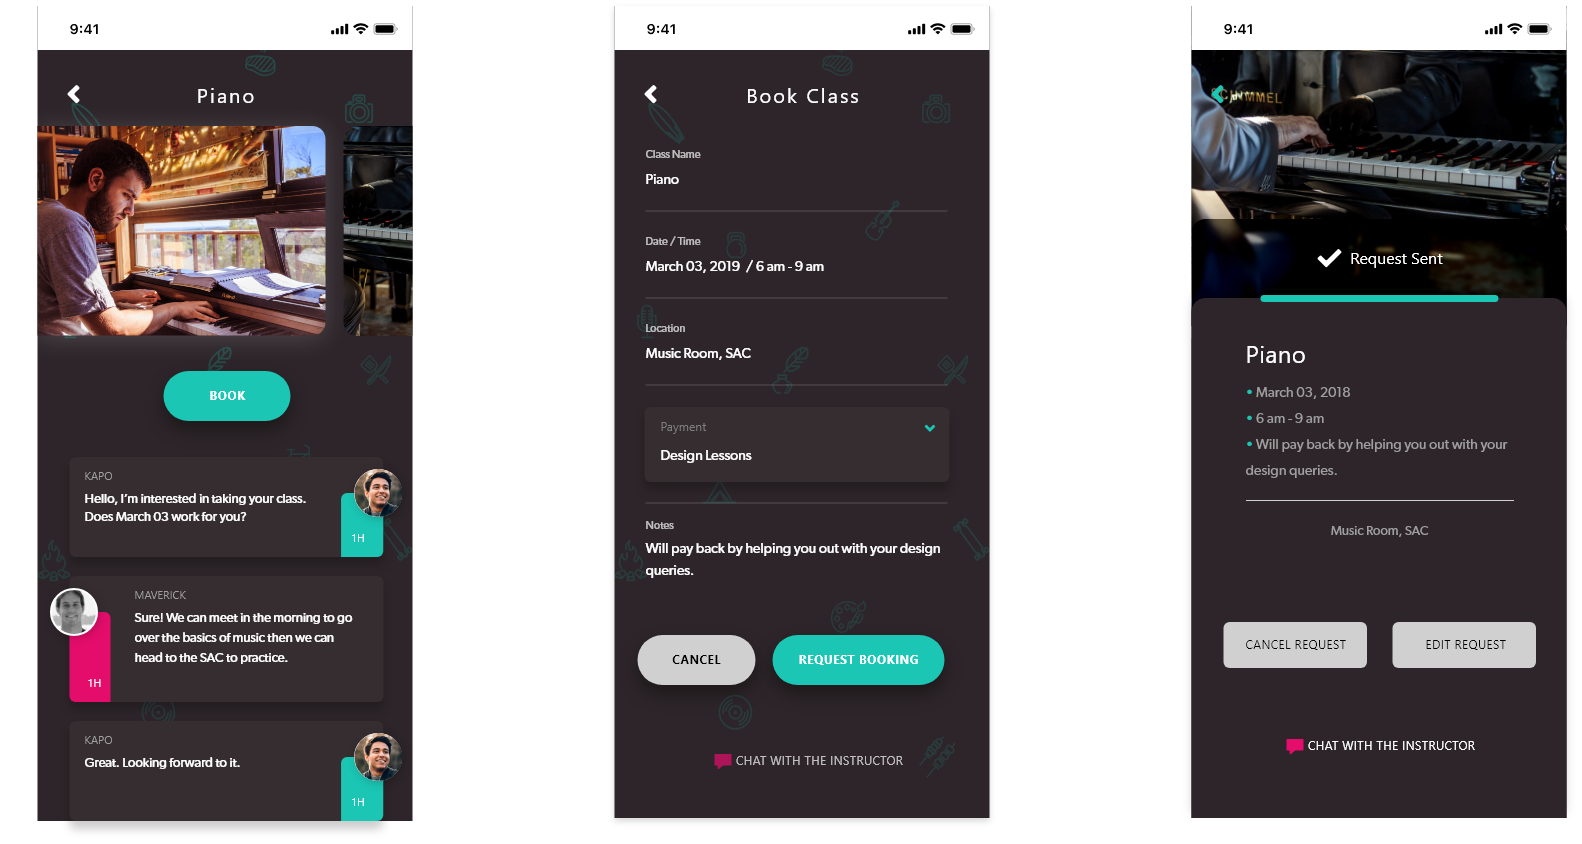 9:41
Piano
BOOK
KAPO
Hello, I'm interested in taking your class.
Does March 03 work for you?
1H
MAVERICK
Sure! We can meet in the morning to go
over the basics of music then we can
head to the SAC to practice.
1H
KAPO
Great. Looking forward to it.
1H
9:41
Book Class
Class Name
Piano
Date / Time
March 03, 2019 / 6 am - 9 am
Location
Music Room, SAC
Payment
Design Lessons
Notes
Will pay back by helping you out with your design
queries.
CANCEL
REQUEST BOOKING
CHAT WITH THE INSTRUCTOR
9:41
Request Sent
Piano
• March 03, 2018
• 6 am - 9 am
• Will pay back by helping you out with your
design queries.
Music Room, SAC
CANCEL REQUEST
EDIT REQUEST
CHAT WITH THE INSTRUCTOR